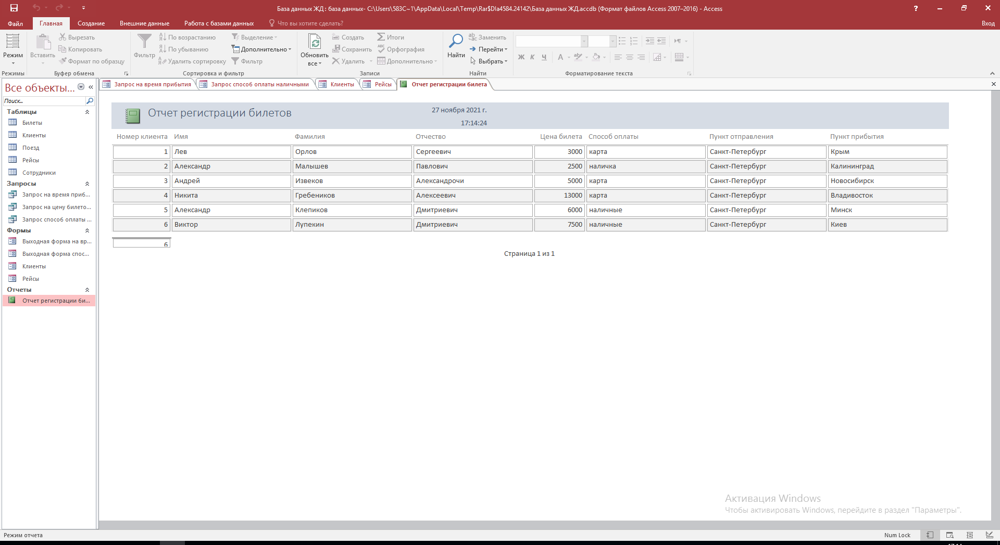 База данных ЖД : база данных- C:\Users\583C~1\AppData\Local\Temp\Rar$DIa4584.24142\База данных ЖД.accdb (Формат файлов Access 2007–2016) - Access
Файл Главная Создание Внешние данные Работа с базами данных Что вы хотите сделать? Вход
Вырезать По возрастанию Выделение Создать Итоги Заменить
Режим Вставить Копировать Фильтр По убыванию Дополнительно Обновить все Сохранить Орфография Найти Перейти
Формат по образцу Удалить сортировку Фильтр Удалить Дополнительно Выбрать Ж К Ч
Режимы Буфер обмена Сортировка и фильтр Записи Найти Форматирование текста
Все объекты... Запрос на время прибытия Запрос способ оплаты наличными Клиенты Рейсы Отчет регистрации билета
Поиск...
Таблицы
Билеты
Клиенты
Поезд
Рейсы
Сотрудники
Запросы
Запрос на время приб...
Запрос на цену билето...
Запрос способ оплаты ...
Формы
Выходная форма на вр...
Выходная форма спос...
Клиенты
Рейсы
Отчеты
Отчет регистрации би...
Отчет регистрации билетов 27 ноября 2021 г.
17:14:24
Номер клиента Имя Фамилия Отчество Цена билета Способ оплаты Пункт отправления Пункт прибытия
1 Лев Орлов Сергеевич 3000 карта Санкт-Петербург Крым
2 Александр Малышев Павлович 2500 наличка Санкт-Петербург Калининград
3 Андрей Извеков Александрочи 5000 карта Санкт-Петербург Новосибирск
4 Никита Гребеников Алексеевич 13000 карта Санкт-Петербург Владивосток
5 Александр Клепиков Дмитриевич 6000 наличные Санкт-Петербург Минск
6 Виктор Лупекин Дмитриевич 7500 наличные Санкт-Петербург Киев
6
Страница 1 из 1
Активация Windows
Чтобы активировать Windows, перейдите в раздел "Параметры".
Режим отчета Num Lock